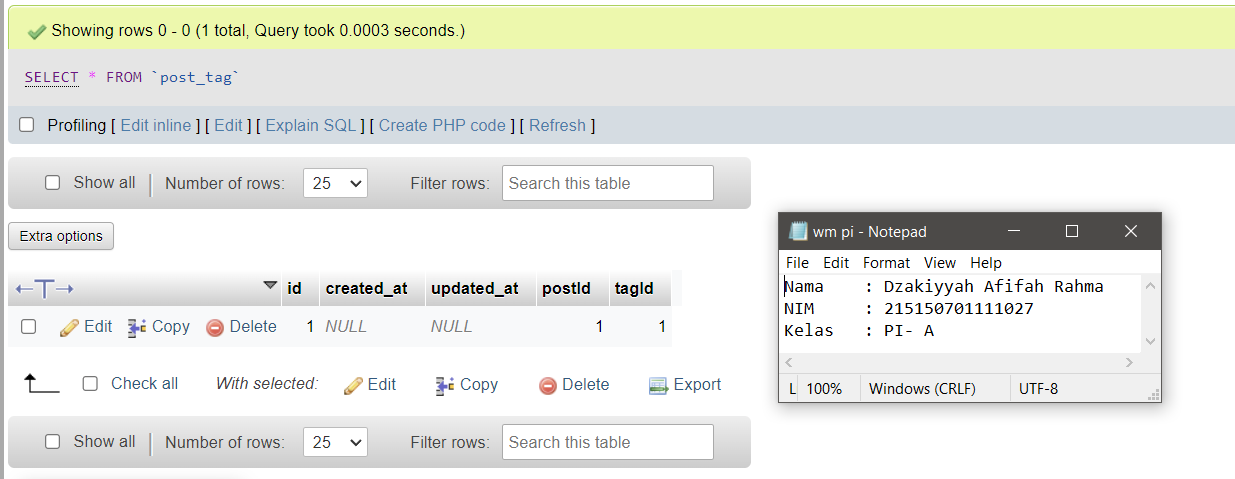 Showing rows 0 - 0 (1 total, Query took 0.0003 seconds.)
SELECT * FROM `post_tag`
Profiling [ Edit inline ] [ Edit ] [ Explain SQL ] [ Create PHP code ] [ Refresh ]
Show all Number of rows: 25 Filter rows: Search this table
Extra options
id created_at updated_at postId tagId
Edit Copy Delete 1 NULL NULL 1 1
Check all With selected: Edit Copy Delete Export
Show all Number of rows: 25 Filter rows: Search this table
wm pi - Notepad
File Edit Format View Help
Nama : Dzakiyyah Afifah Rahma
NIM : 215150701111027
Kelas : PI- A
L 100% Windows (CRLF) UTF-8